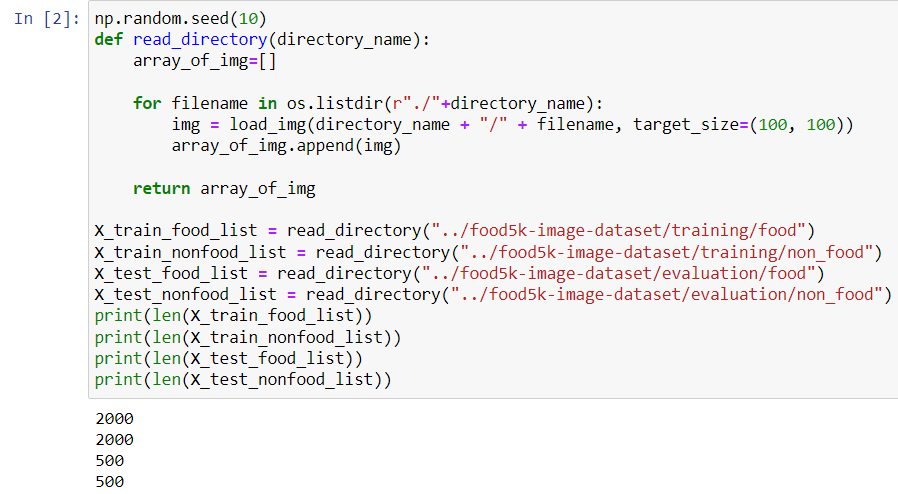 In [2]: np.random.seed(10)
def read_directory(directory_name):
    array_of_img=[]

    for filename in os.listdir(r"./"+directory_name):
        img = load_img(directory_name + "/" + filename, target_size=(100, 100))
        array_of_img.append(img)

    return array_of_img

X_train_food_list = read_directory("../food5k-image-dataset/training/food")
X_train_nonfood_list = read_directory("../food5k-image-dataset/training/non_food")
X_test_food_list = read_directory("../food5k-image-dataset/evaluation/food")
X_test_nonfood_list = read_directory("../food5k-image-dataset/evaluation/non_food")
print(len(X_train_food_list))
print(len(X_train_nonfood_list))
print(len(X_test_food_list))
print(len(X_test_nonfood_list))
2000
2000
500
500